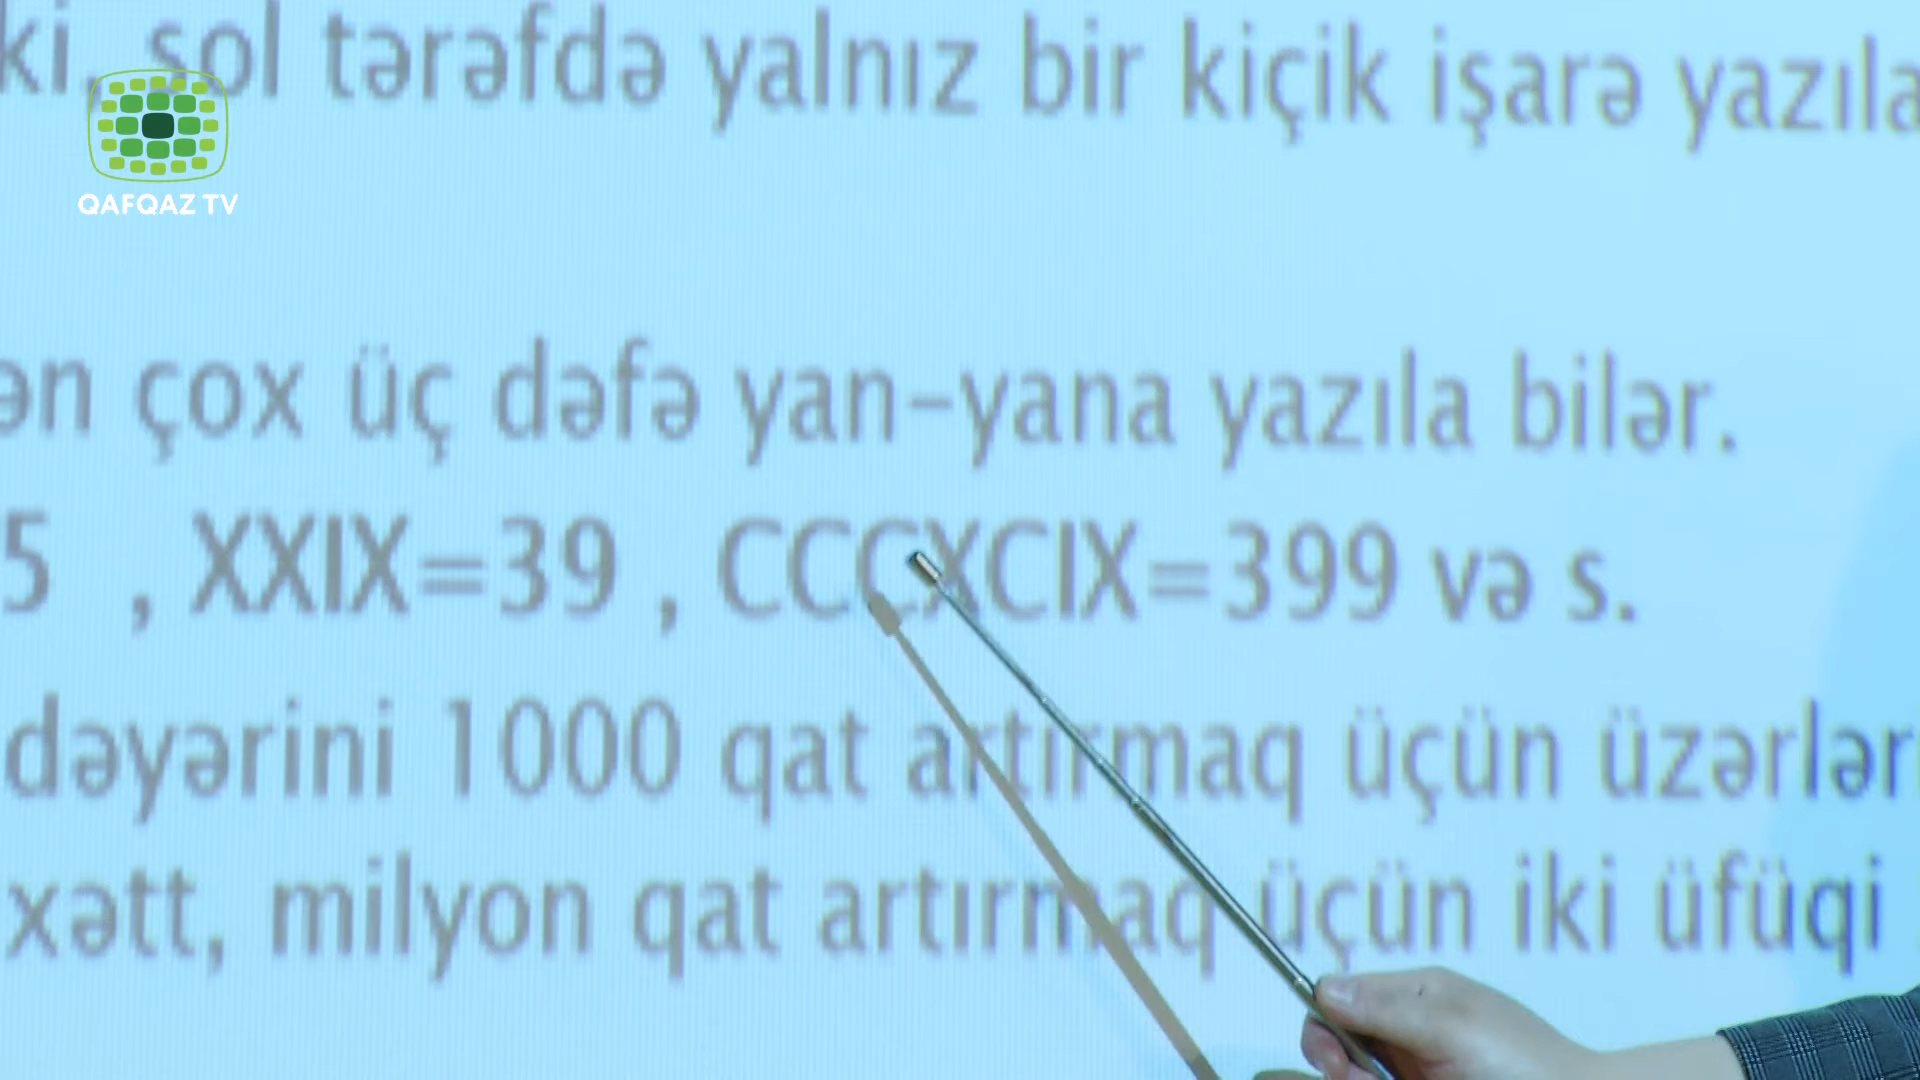 ki, sol tərəfdə yalnız bir kiçik işarə yazıla
QAFQAZ TV
ən çox üç dəfə yan-yana yazıla bilər.
5 , XXIX=39 , CCCXCIX=399 və s.
dəyərini 1000 qat artırmaq üçün üzərləri
xətt, milyon qat artırmaq üçün iki üfüqi